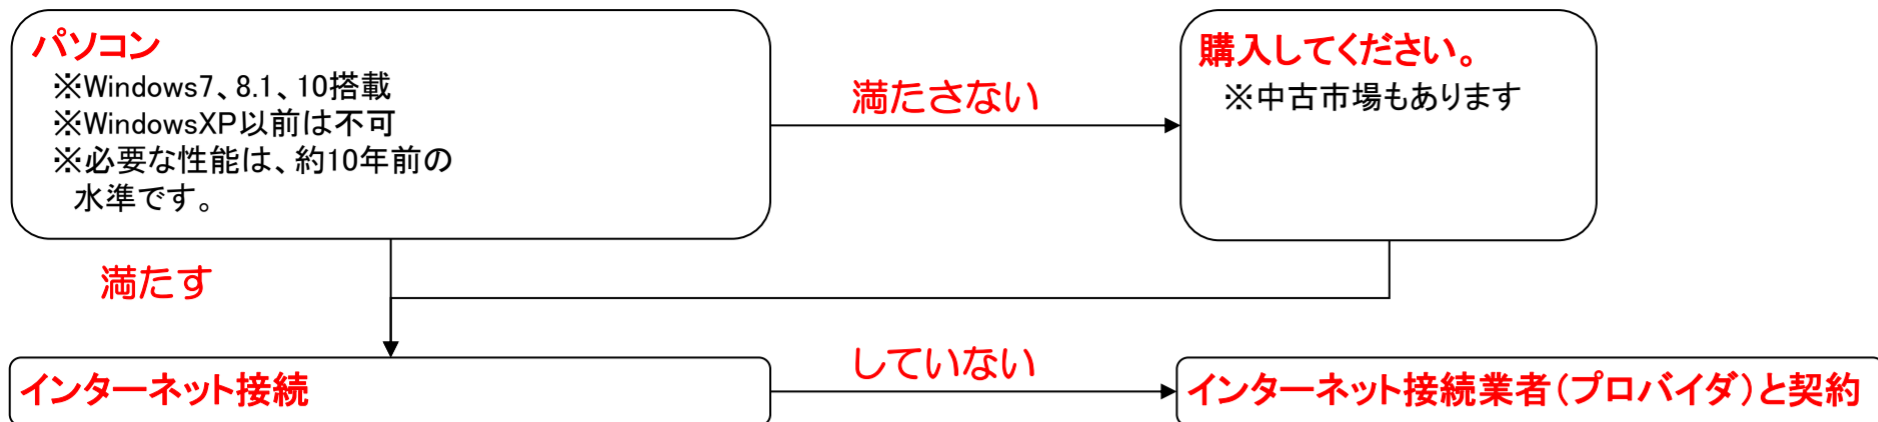 パソコン
※Windows7、8.1、10搭載
※WindowsXP以前は不可
※必要な性能は、約10年前の
水準です。
満たさない
購入してください。
※中古市場もあります
満たす
インターネット接続
していない
インターネット接続業者（プロバイダ）と契約